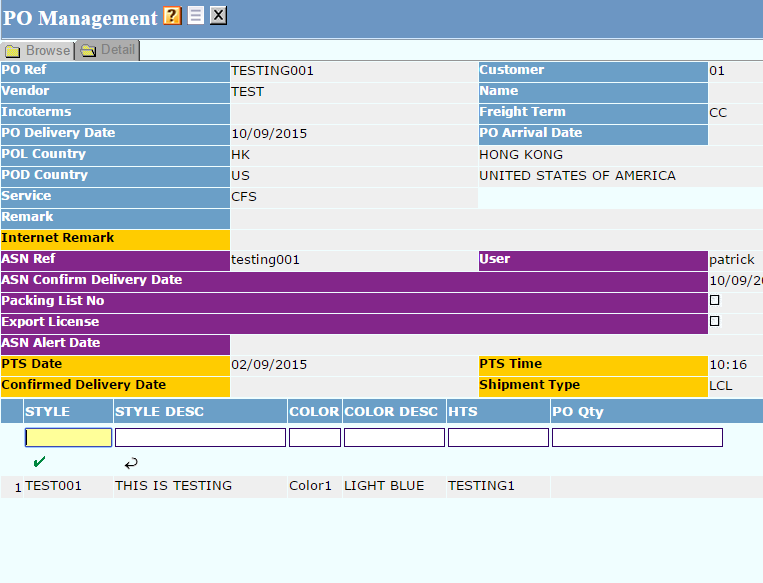 PO Management ? X
Browse Detail
PO Ref TESTING001 Customer 01
Vendor TEST Name
Incoterms Freight Term CC
PO Delivery Date 10/09/2015 PO Arrival Date
POL Country HK HONG KONG
POD Country US UNITED STATES OF AMERICA
Service CFS
Remark
Internet Remark
ASN Ref testing001 User patrick
ASN Confirm Delivery Date 10/09/2
Packing List No
Export License
ASN Alert Date
PTS Date 02/09/2015 PTS Time 10:16
Confirmed Delivery Date Shipment Type LCL
STYLE STYLE DESC COLOR COLOR DESC HTS PO Qty
1 TEST001 THIS IS TESTING Color1 LIGHT BLUE TESTING1